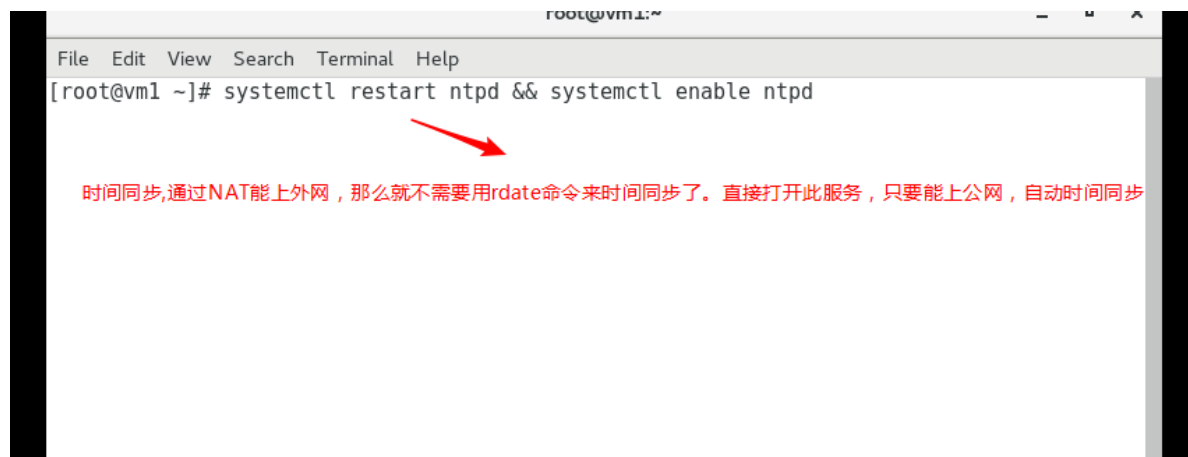 root@vm1:~
File Edit View Search Terminal Help
[root@vm1 ~]# systemctl restart ntpd && systemctl enable ntpd
时间同步,通过NAT能上外网，那么就不需要用rdate命令来时间同步了。直接打开此服务，只要能上公网，自动时间同步